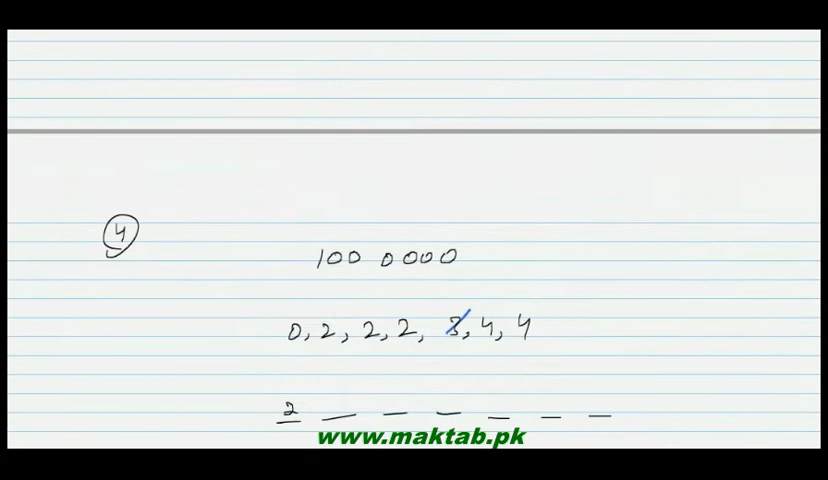 4
100 0000
0, 2, 2, 2, 3, 4, 4
2 _ _ _ _ _ _
www.maktab.pk